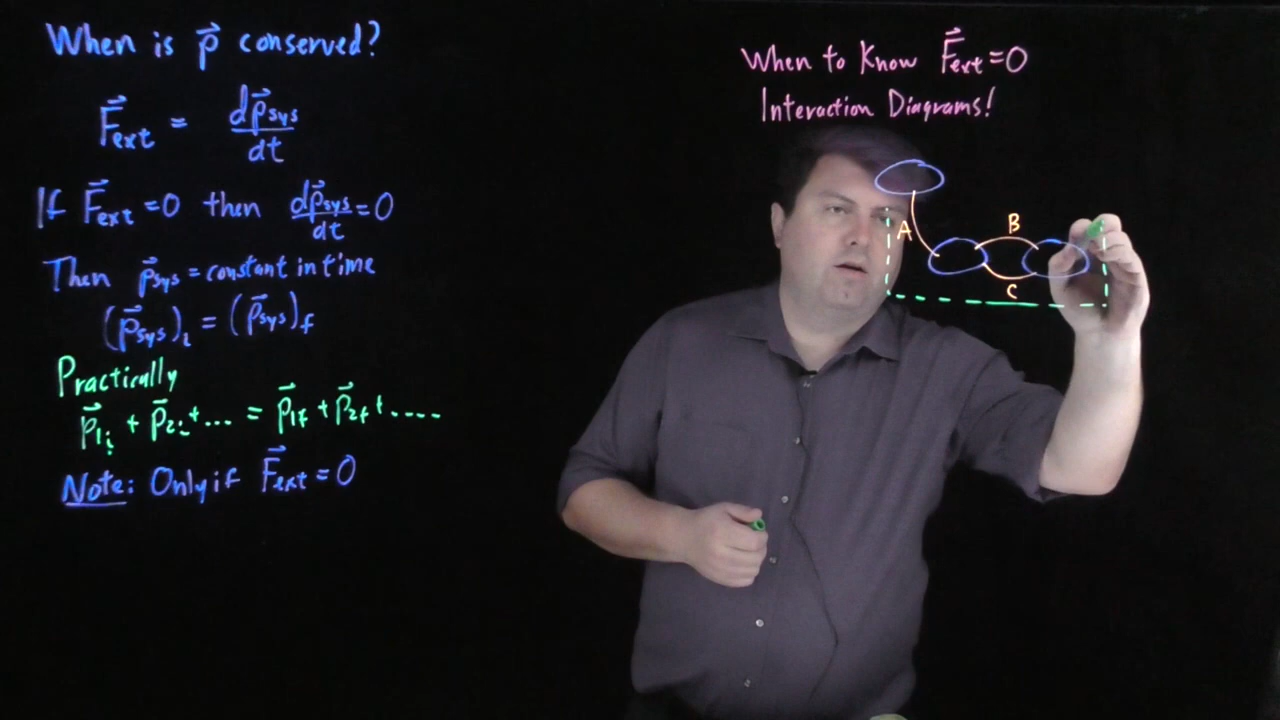 When is p⃗ conserved?
F⃗ext = dp⃗sys/dt
If F⃗ext = 0 then dp⃗sys/dt = 0
Then p⃗sys = constant in time
(p⃗sys)i = (p⃗sys)f
Practically
p⃗1i + p⃗2i + ... = p⃗1f + p⃗2f + ....
Note: Only if F⃗ext = 0
When to Know F⃗ext = 0
Interaction Diagrams!
A
B
C